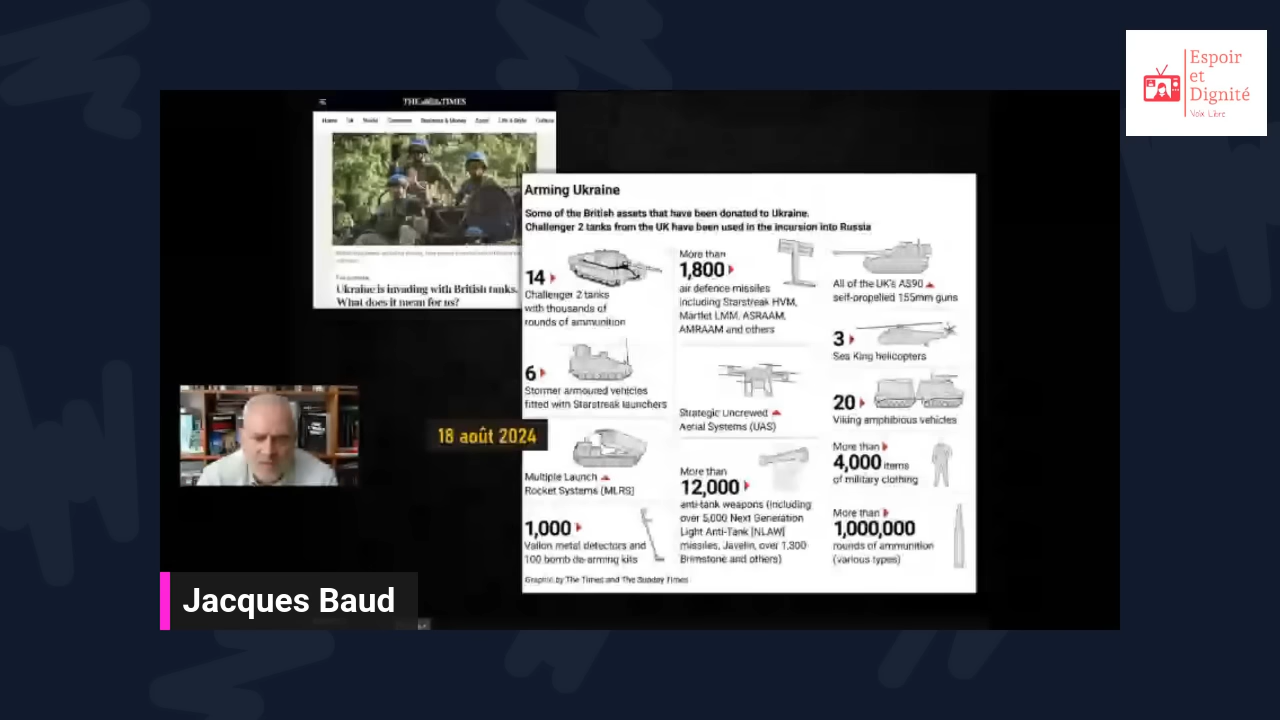 Espoir
et
Dignité
Voix Libre
THE TIMES
Home UK World Comment Business & Money Sport Life & Style Culture
Ukraine is invading with British tanks.
What does it mean for us?
18 août 2024
Arming Ukraine
Some of the British assets that have been donated to Ukraine.
Challenger 2 tanks from the UK have been used in the incursion into Russia
14
Challenger 2 tanks
with thousands of
rounds of ammunition
6
Stormer armoured vehicles
fitted with Starstreak launchers
Multiple Launch
Rocket Systems (MLRS)
1,000
Vallon metal detectors and
100 bomb de-arming kits
More than
1,800
air defence missiles
including Starstreak HVM,
Martlet LMM, ASRAAM,
AMRAAM and others
Strategic Uncrewed
Aerial Systems (UAS)
More than
12,000
anti-tank weapons (including
over 5,000 Next Generation
Light Anti-Tank [NLAW]
missiles, Javelin, over 1,300
Brimstone and others)
All of the UK's AS90
self-propelled 155mm guns
3
Sea King helicopters
20
Viking amphibious vehicles
More than
4,000 items
of military clothing
More than
1,000,000
rounds of ammunition
(various types)
Graphic by The Times and The Sunday Times
Jacques Baud